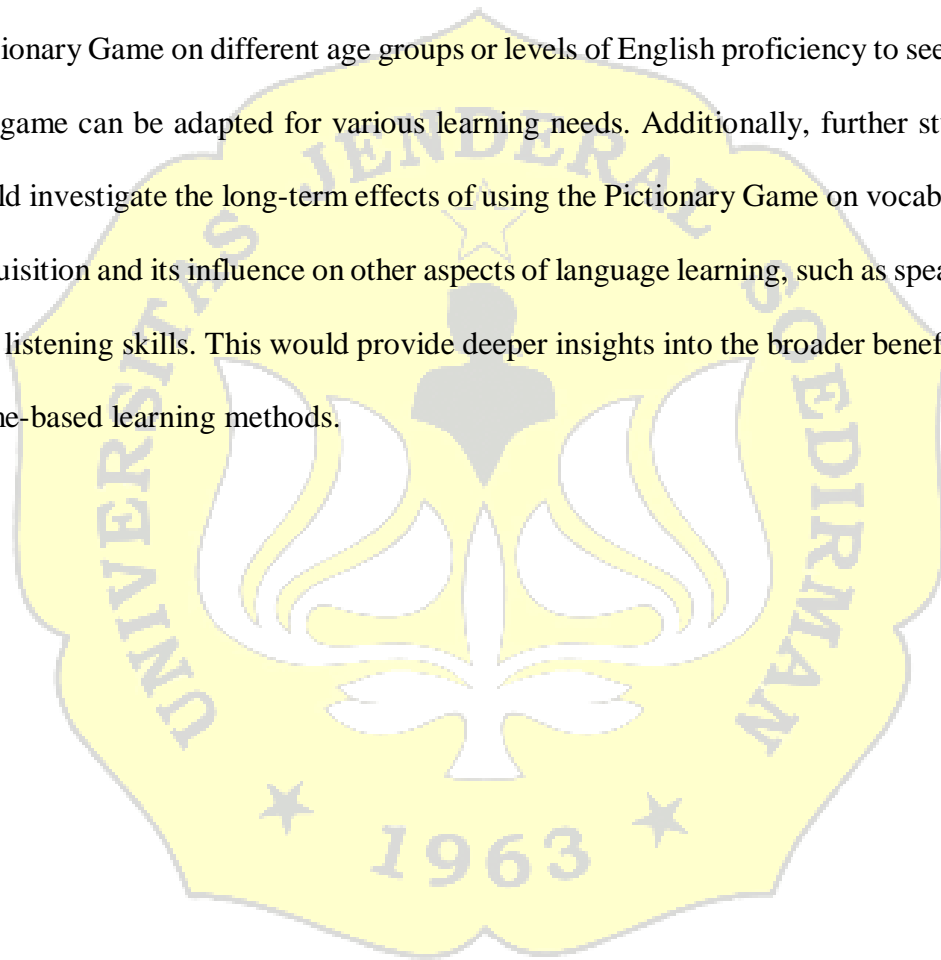 ionary Game on different age groups or levels of English proficiency to see
game can be adapted for various learning needs. Additionally, further st
ld investigate the long-term effects of using the Pictionary Game on vocab
uisition and its influence on other aspects of language learning, such as spea
listening skills. This would provide deeper insights into the broader benef
ne-based learning methods.
UNIVERSITAS JENDERAL SOEDIRMAN
1963